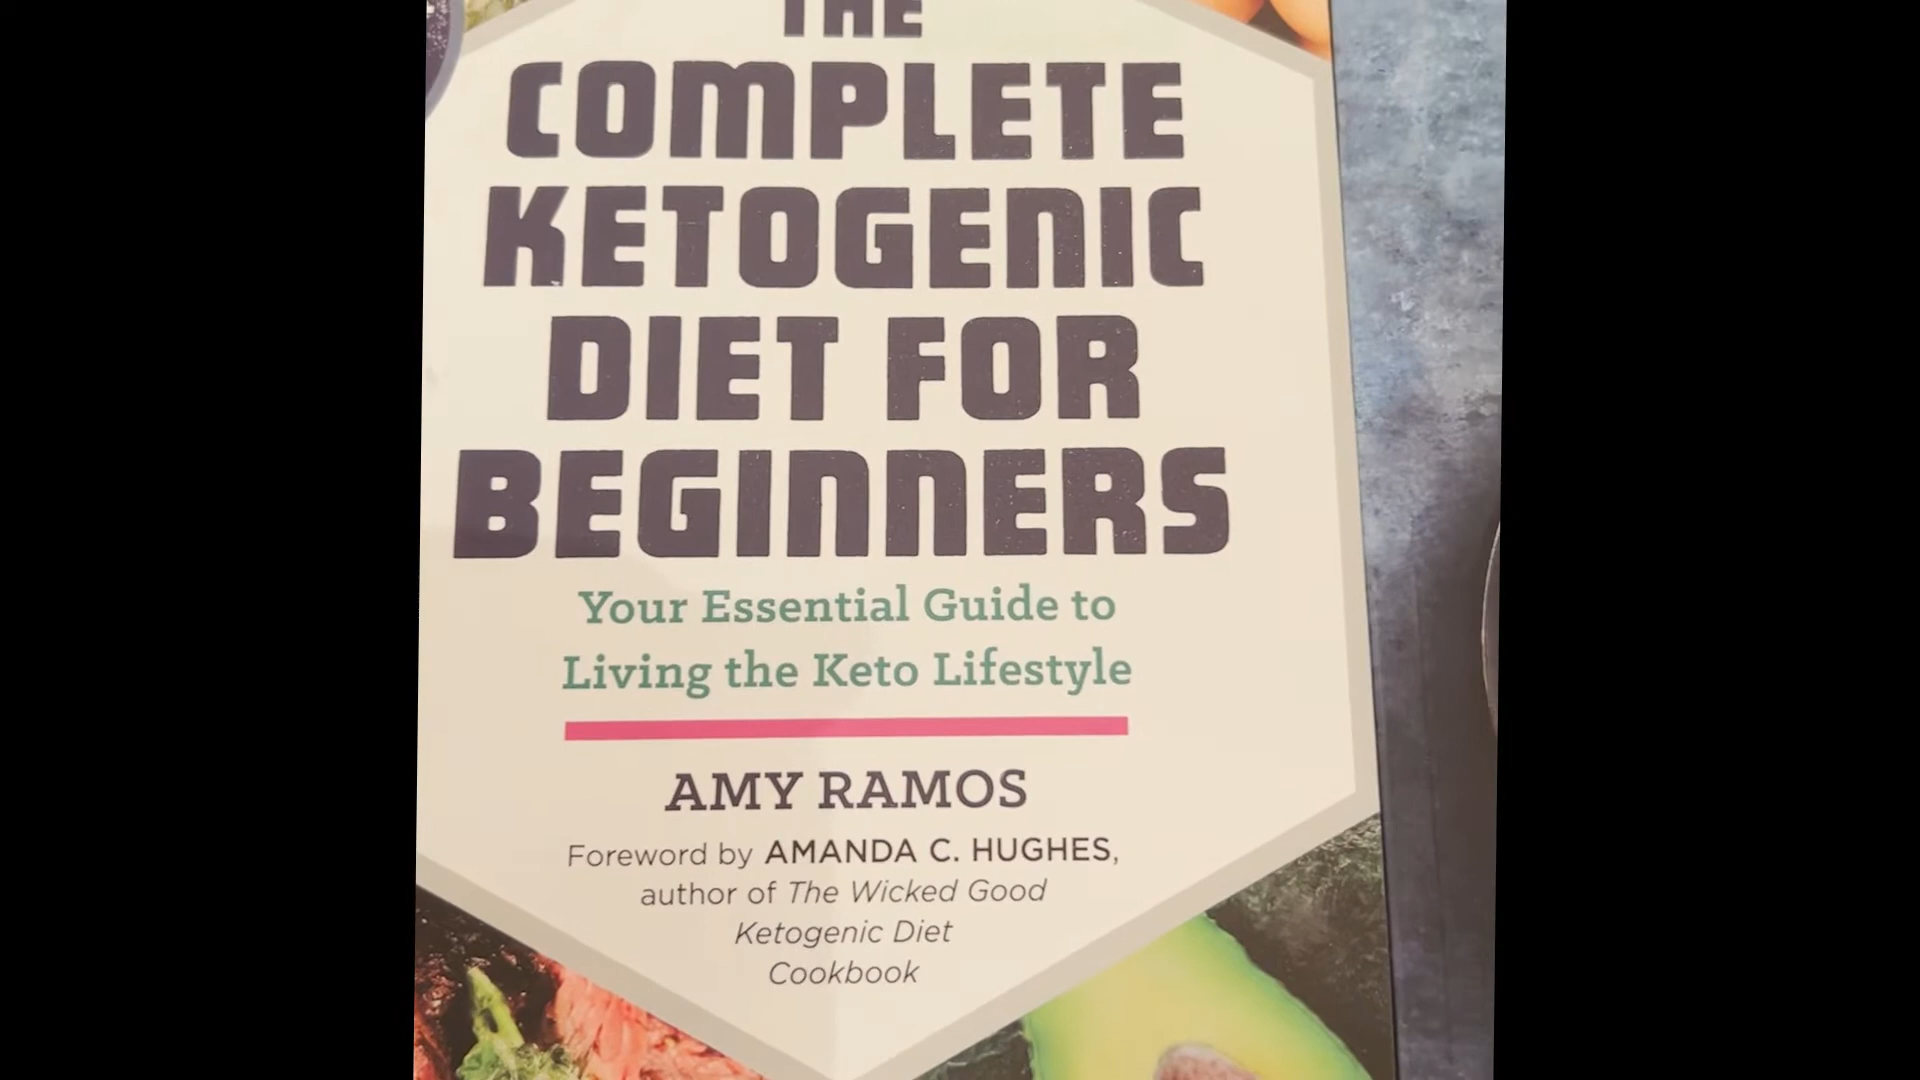 THE
COMPLETE
KETOGENIC
DIET FOR
BEGINNERS
Your Essential Guide to
Living the Keto Lifestyle
AMY RAMOS
Foreword by AMANDA C. HUGHES,
author of The Wicked Good
Ketogenic Diet
Cookbook